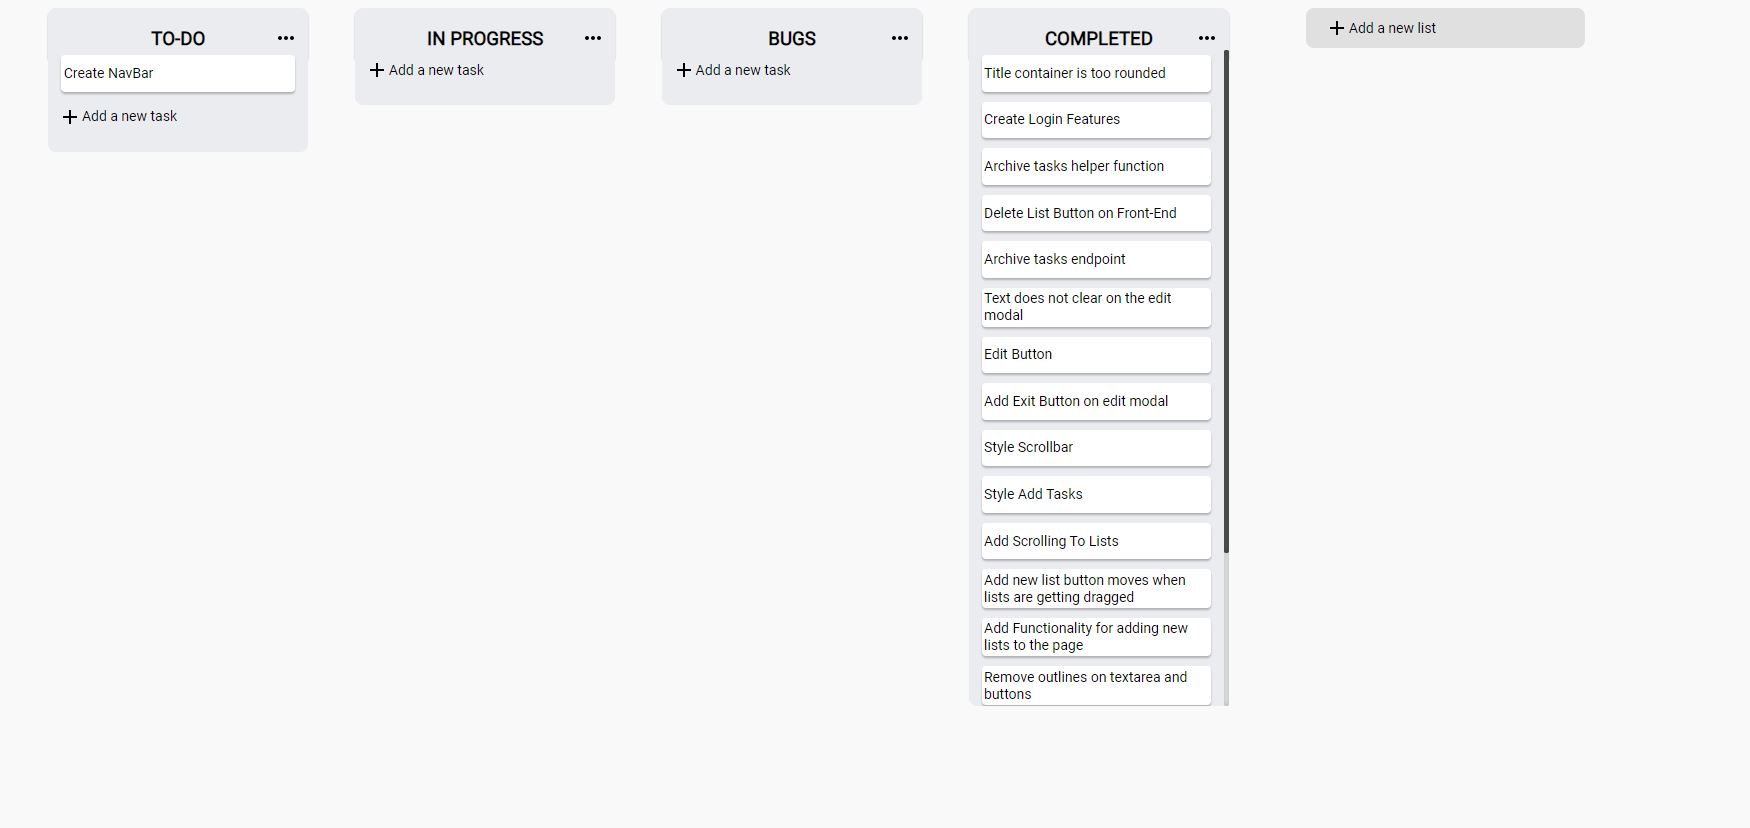 TO-DO
Create NavBar
Add a new task
IN PROGRESS
Add a new task
BUGS
Add a new task
COMPLETED
Title container is too rounded
Create Login Features
Archive tasks helper function
Delete List Button on Front-End
Archive tasks endpoint
Text does not clear on the edit
modal
Edit Button
Add Exit Button on edit modal
Style Scrollbar
Style Add Tasks
Add Scrolling To Lists
Add new list button moves when
lists are getting dragged
Add Functionality for adding new
lists to the page
Remove outlines on textarea and
buttons
Add a new list